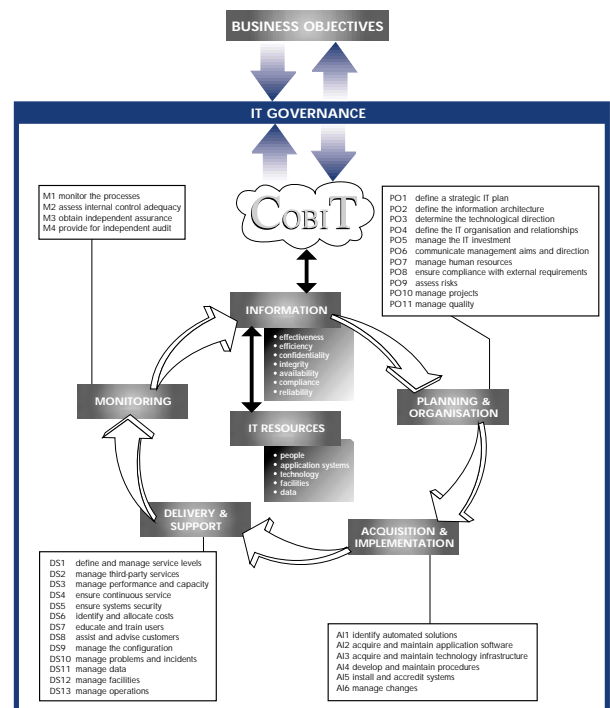 BUSINESS OBJECTIVES
IT GOVERNANCE
COBIT
M1 monitor the processes
M2 assess internal control adequacy
M3 obtain independent assurance
M4 provide for independent audit
PO1 define a strategic IT plan
PO2 define the information architecture
PO3 determine the technological direction
PO4 define the IT organisation and relationships
PO5 manage the IT investment
PO6 communicate management aims and direction
PO7 manage human resources
PO8 ensure compliance with external requirements
PO9 assess risks
PO10 manage projects
PO11 manage quality
INFORMATION
• effectiveness
• efficiency
• confidentiality
• integrity
• availability
• compliance
• reliability
MONITORING
PLANNING &
ORGANISATION
IT RESOURCES
• people
• application systems
• technology
• facilities
• data
DELIVERY &
SUPPORT
ACQUISITION &
IMPLEMENTATION
DS1 define and manage service levels
DS2 manage third-party services
DS3 manage performance and capacity
DS4 ensure continuous service
DS5 ensure systems security
DS6 identify and allocate costs
DS7 educate and train users
DS8 assist and advise customers
DS9 manage the configuration
DS10 manage problems and incidents
DS11 manage data
DS12 manage facilities
DS13 manage operations
AI1 identify automated solutions
AI2 acquire and maintain application software
AI3 acquire and maintain technology infrastructure
AI4 develop and maintain procedures
AI5 install and accredit systems
AI6 manage changes